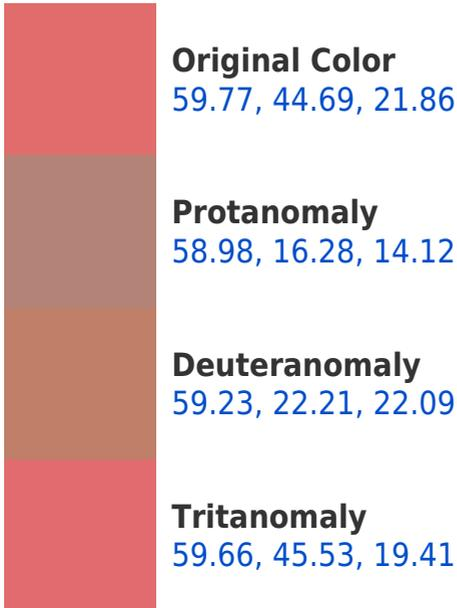 Original Color
59.77, 44.69, 21.86
Protanomaly
58.98, 16.28, 14.12
Deuteranomaly
59.23, 22.21, 22.09
Tritanomaly
59.66, 45.53, 19.41